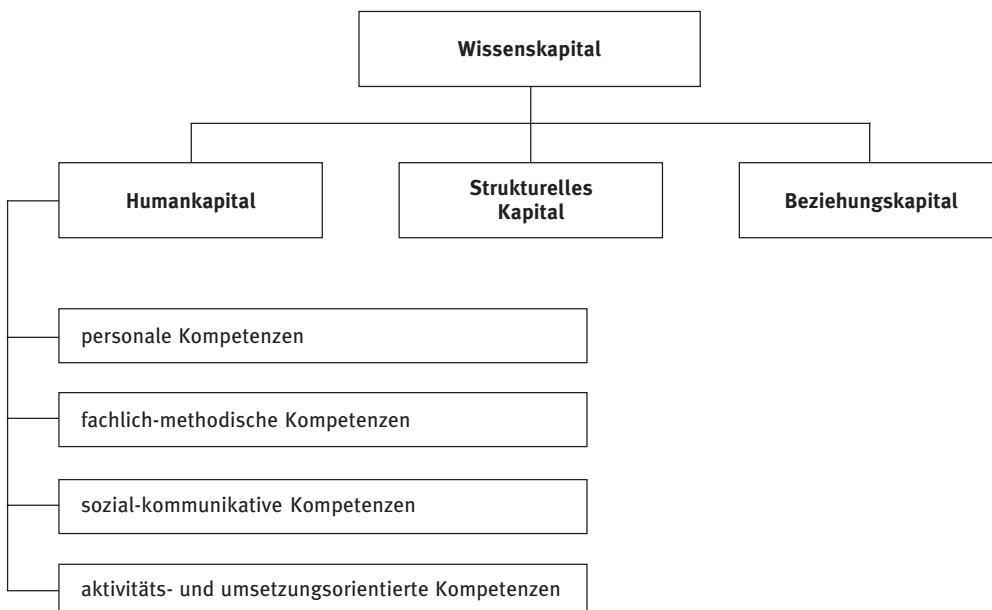 Wissenskapital
Humankapital
Strukturelles
Kapital
Beziehungskapital
personale Kompetenzen
fachlich-methodische Kompetenzen
sozial-kommunikative Kompetenzen
aktivitäts- und umsetzungsorientierte Kompetenzen